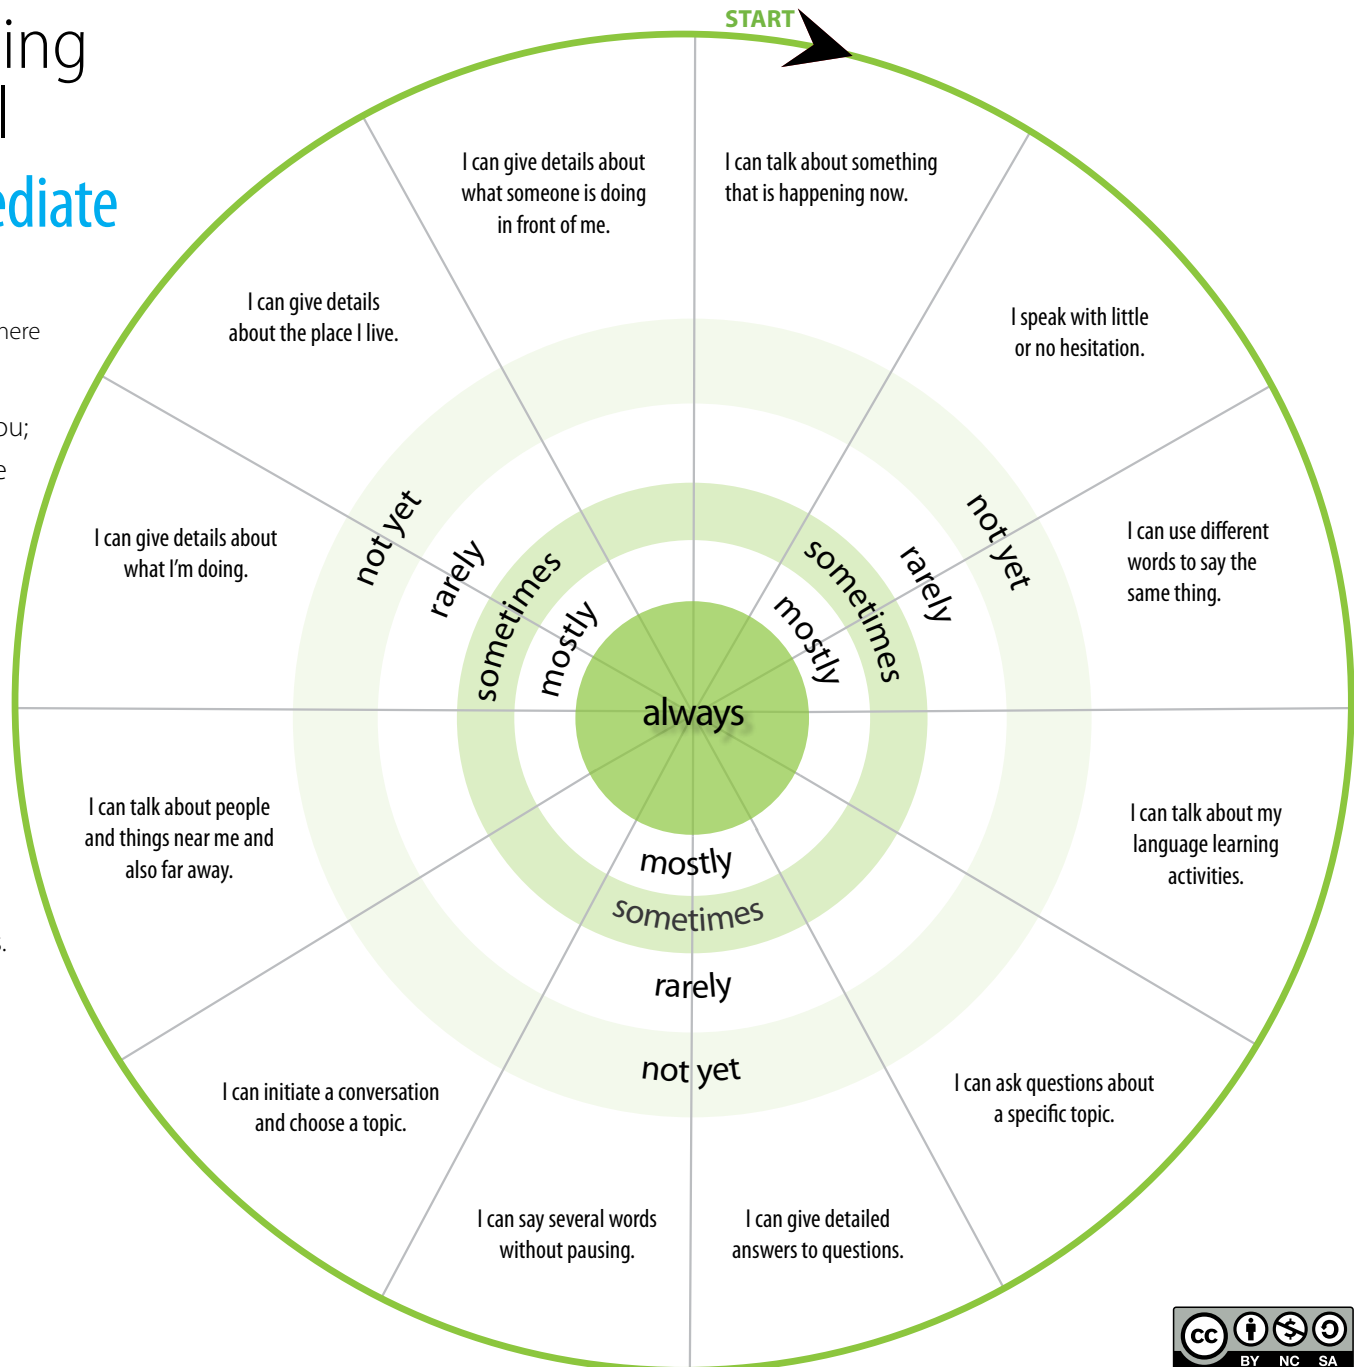 START
I can talk about something
that is happening now.
I speak with little
or no hesitation.
I can use different
words to say the
same thing.
I can talk about my
language learning
activities.
I can ask questions about
a specific topic.
I can give detailed
answers to questions.
I can say several words
without pausing.
I can initiate a conversation
and choose a topic.
I can talk about people
and things near me and
also far away.
I can give details about
what I'm doing.
I can give details
about the place I live.
I can give details about
what someone is doing
in front of me.
not yet
rarely
sometimes
mostly
mostly
sometimes
rarely
not yet
always
mostly
sometimes
rarely
not yet
cc
BY NC SA